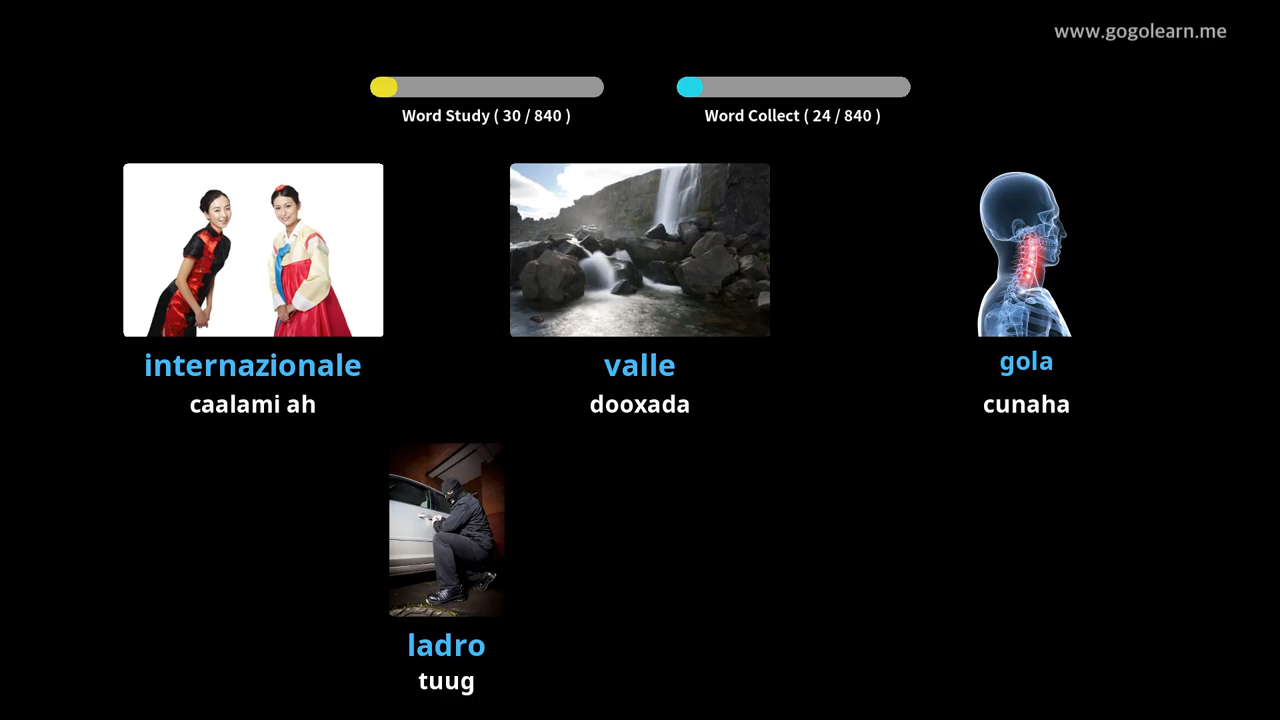 www.gogolearn.me
Word Study ( 30 / 840 )
Word Collect ( 24 / 840 )
internazionale
caalami ah
valle
dooxada
gola
cunaha
ladro
tuug